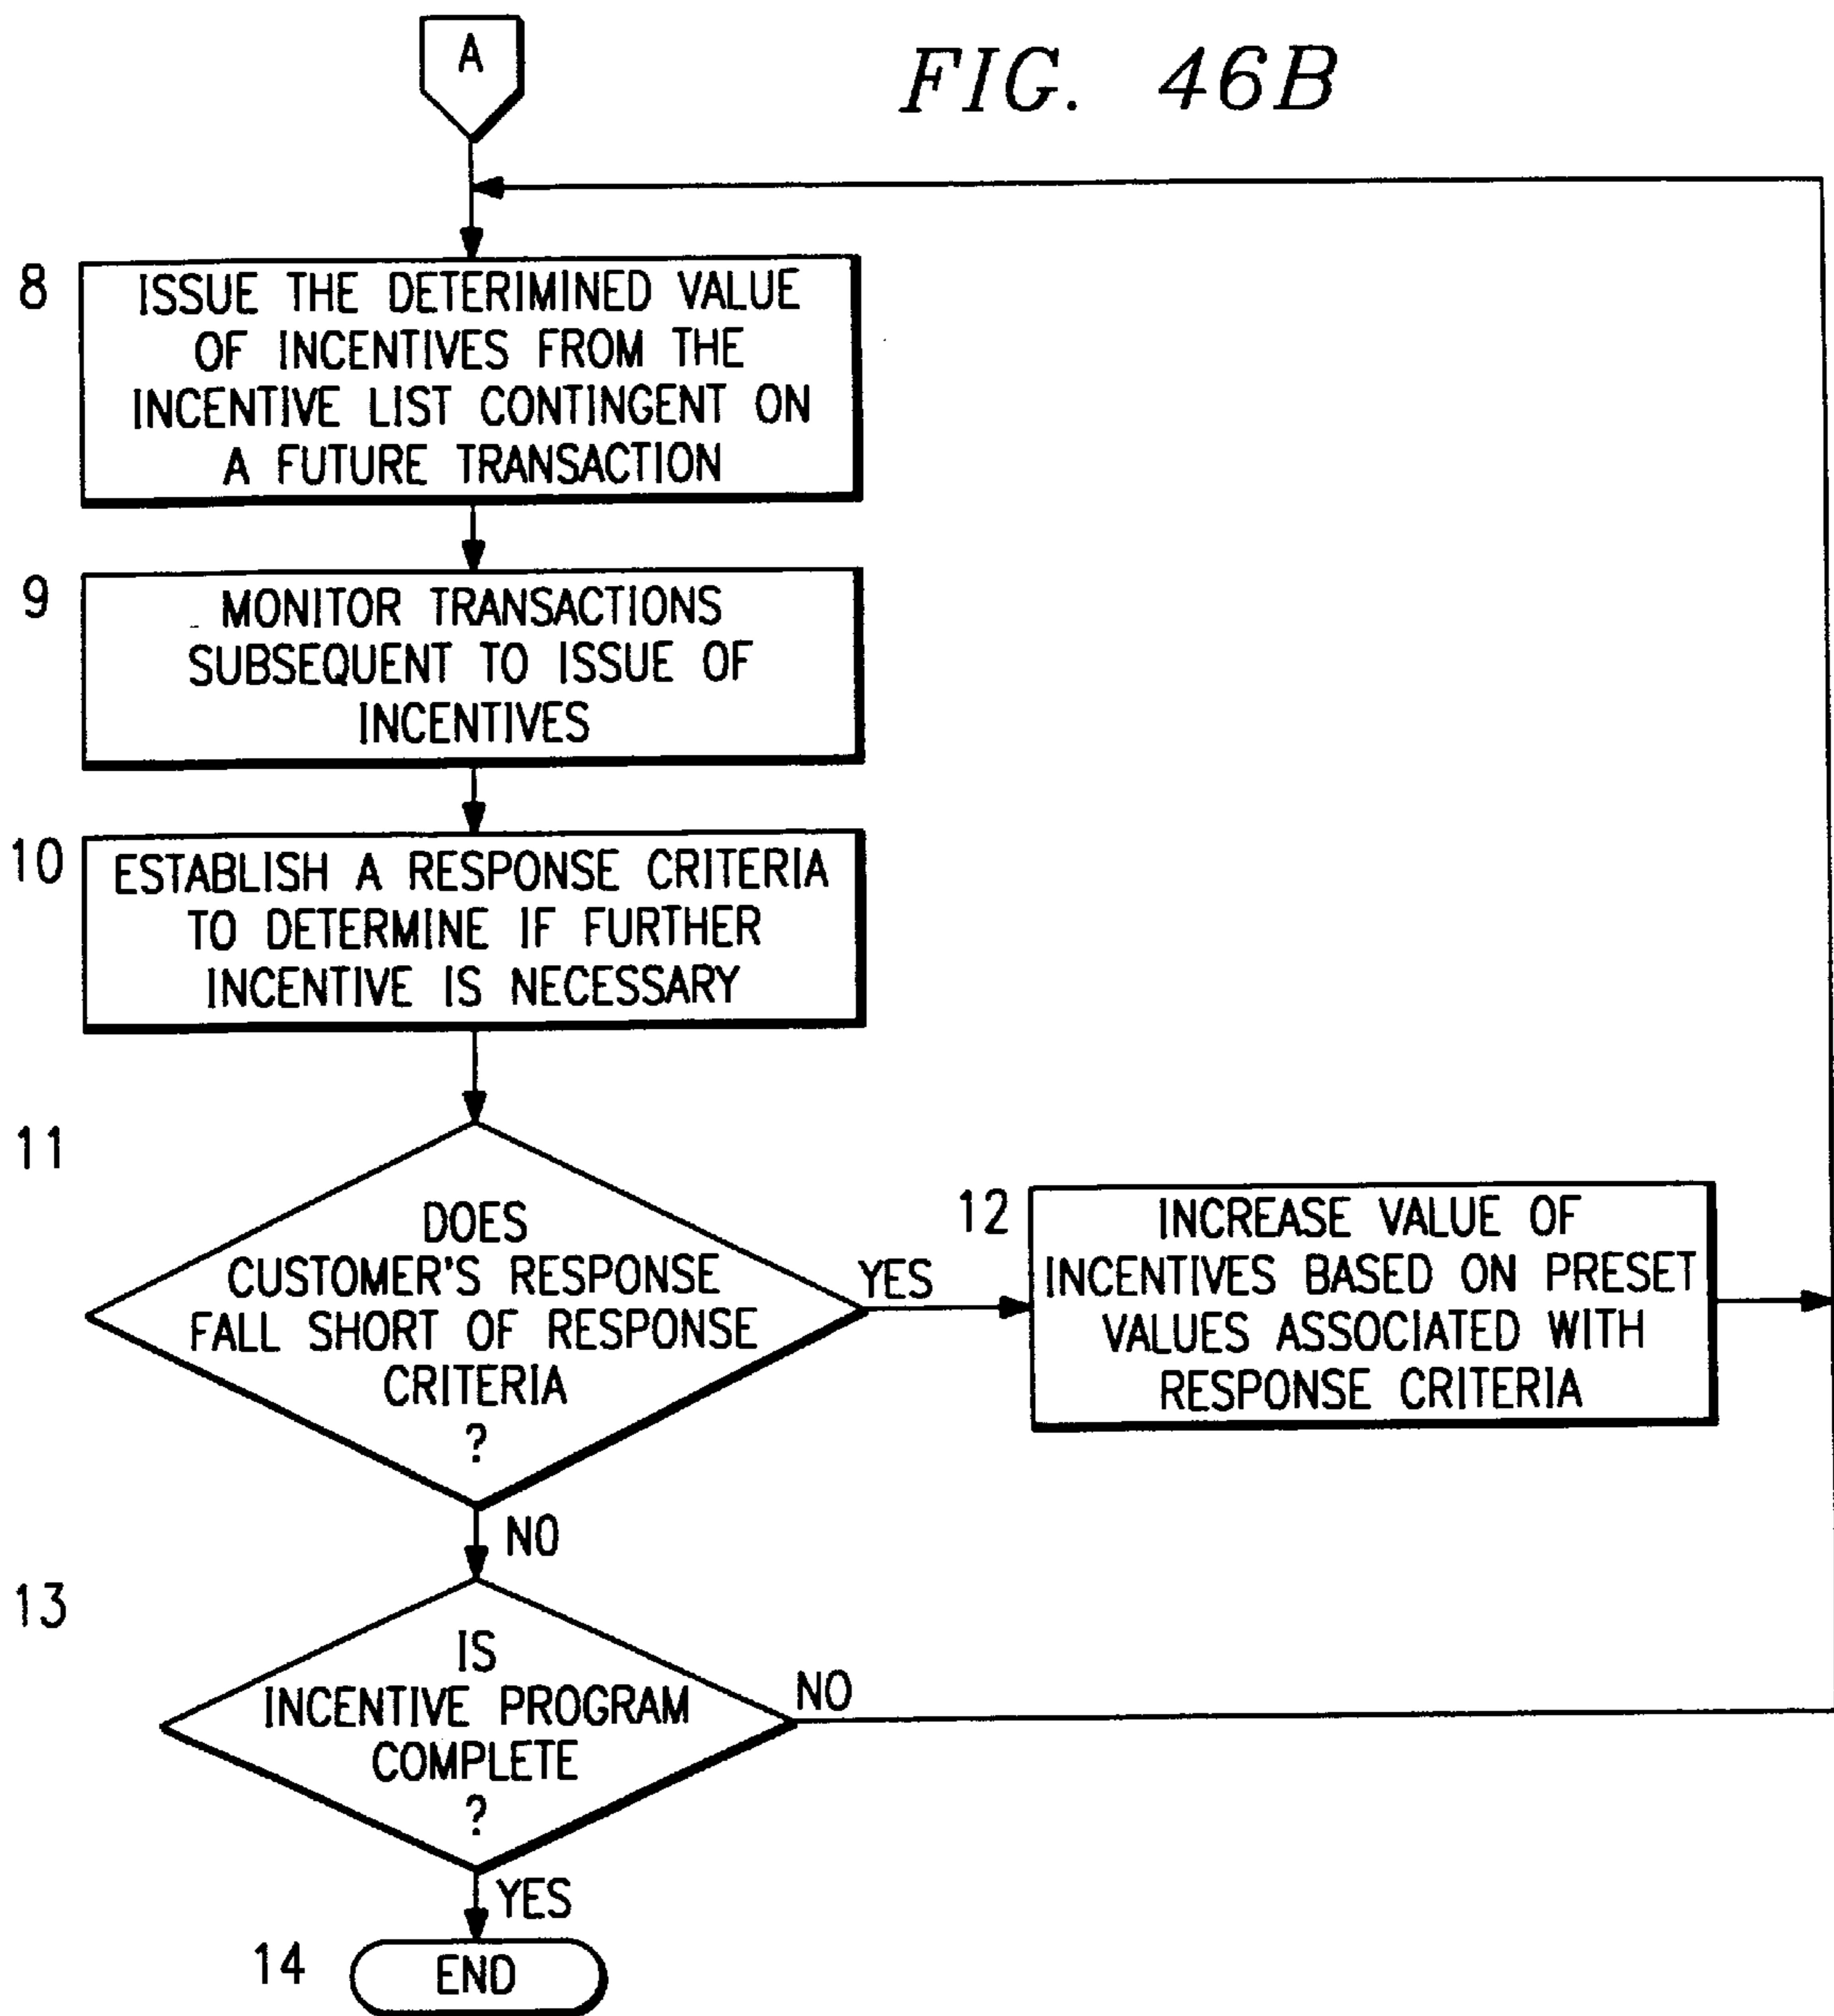 A
FIG. 46B
8
ISSUE THE DETERIMINED VALUE
OF INCENTIVES FROM THE
INCENTIVE LIST CONTINGENT ON
A FUTURE TRANSACTION
9
MONITOR TRANSACTIONS
SUBSEQUENT TO ISSUE OF
INCENTIVES
10
ESTABLISH A RESPONSE CRITERIA
TO DETERMINE IF FURTHER
INCENTIVE IS NECESSARY
11
DOES
CUSTOMER'S RESPONSE
FALL SHORT OF RESPONSE
CRITERIA
?
YES
12
INCREASE VALUE OF
INCENTIVES BASED ON PRESET
VALUES ASSOCIATED WITH
RESPONSE CRITERIA
NO
13
IS
INCENTIVE PROGRAM
COMPLETE
?
NO
YES
14
END